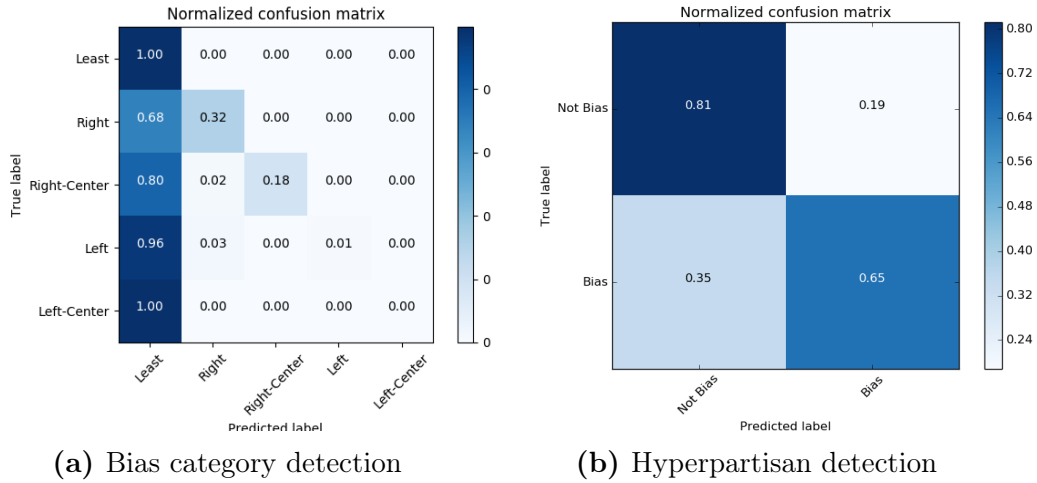 Normalized confusion matrix
True label
Least 1.00 0.00 0.00 0.00 0.00
Right 0.68 0.32 0.00 0.00 0.00
Right-Center 0.80 0.02 0.18 0.00 0.00
Left 0.96 0.03 0.00 0.01 0.00
Left-Center 1.00 0.00 0.00 0.00 0.00
Least Right Right-Center Left Left-Center
Predicted label
0
0
0
0
0
(a) Bias category detection
Normalized confusion matrix
True label
Not Bias 0.81 0.19
Bias 0.35 0.65
Not Bias Bias
Predicted label
0.80
0.72
0.64
0.56
0.48
0.40
0.32
0.24
(b) Hyperpartisan detection